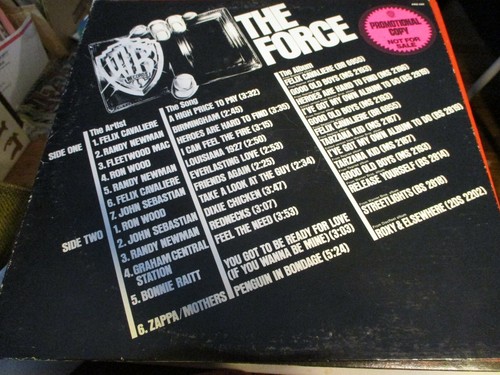 THE
FORCE
PROMOTIONAL
COPY
NOT FOR
SALE
WB
SIDE ONE
The Artist
1. FELIX CAVALIERE
2. RANDY NEWMAN
3. FLEETWOOD MAC
4. RON WOOD
5. RANDY NEWMAN
6. FELIX CAVALIERE
7. JOHN SEBASTIAN
SIDE TWO
1. RON WOOD
2. JOHN SEBASTIAN
3. RANDY NEWMAN
4. GRAHAM CENTRAL
STATION
5. BONNIE RAITT
6. ZAPPA/MOTHERS
The Song
A HIGH PRICE TO PAY (3:32)
BIRMINGHAM (2:45)
HEROES ARE HARD TO FIND (3:35)
I CAN FEEL THE FIRE (3:15)
LOUISIANA 1927 (2:50)
EVERLASTING LOVE (2:53)
FRIENDS AGAIN (2:25)
TAKE A LOOK AT THE GUY (2:34)
DIXIE CHICKEN (3:47)
REDNECKS (3:07)
FEEL THE NEED (3:53)
YOU GOT TO BE READY FOR LOVE
(IF YOU WANNA BE MINE) (3:09)
PENGUIN IN BONDAGE (5:24)
The Album
FELIX CAVALIERE (BR 6955)
GOOD OLD BOYS (MS 2193)
HEROES ARE HARD TO FIND (MS 2196)
I'VE GOT MY OWN ALBUM TO DO (BS 2819)
GOOD OLD BOYS (MS 2193)
FELIX CAVALIERE (BR 6955)
TARZANA KID (MS 2187)
I'VE GOT MY OWN ALBUM TO DO (BS 2819)
TARZANA KID (MS 2187)
GOOD OLD BOYS (MS 2193)
RELEASE YOURSELF (BS 2814)
STREETLIGHTS (BS 2818)
ROXY & ELSEWHERE (2DS 2202)